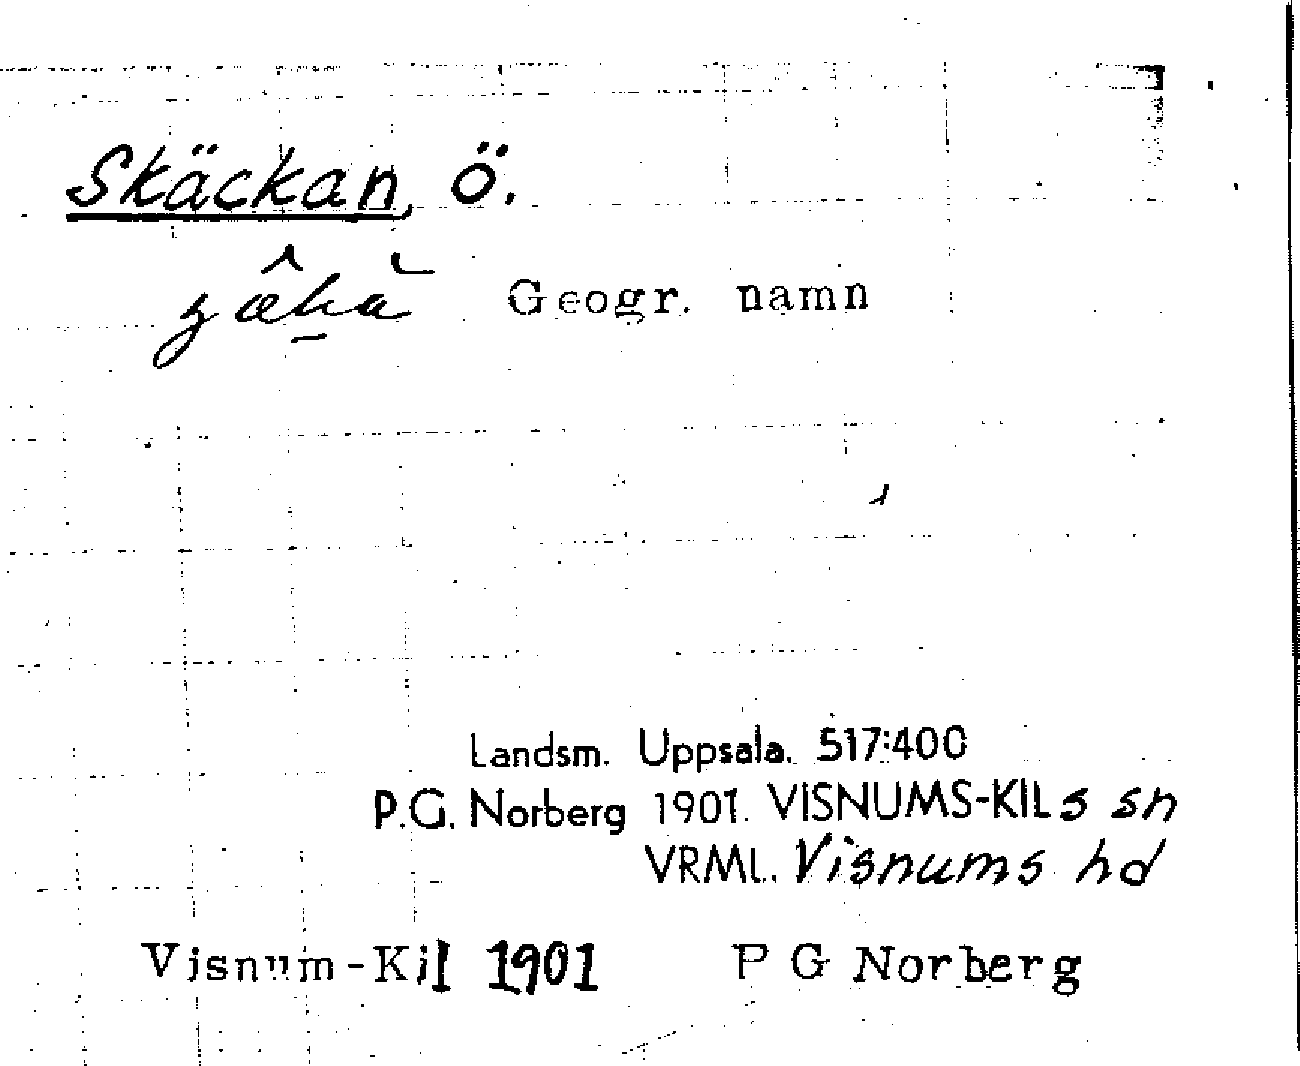 Skäckan, ö.
Geogr. namn
Landsm. Uppsala. 517:400
P.G. Norberg 1901. VISNUMS-KILs sn
VRML. Visnums hd
Visnum-Kil 1901 P G Norberg